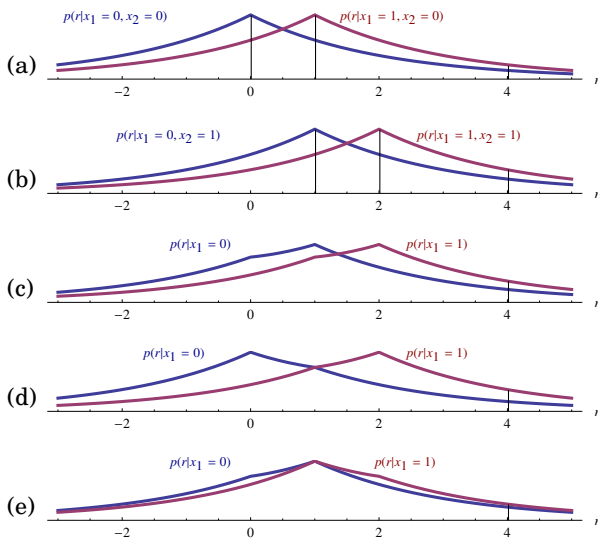 p(r|x1 = 0, x2 = 0) p(r|x1 = 1, x2 = 0)
(a)
-2 0 2 4 r
p(r|x1 = 0, x2 = 1) p(r|x1 = 1, x2 = 1)
(b)
-2 0 2 4 r
p(r|x1 = 0) p(r|x1 = 1)
(c)
-2 0 2 4 r
p(r|x1 = 0) p(r|x1 = 1)
(d)
-2 0 2 4 r
p(r|x1 = 0) p(r|x1 = 1)
(e)
-2 0 2 4 r